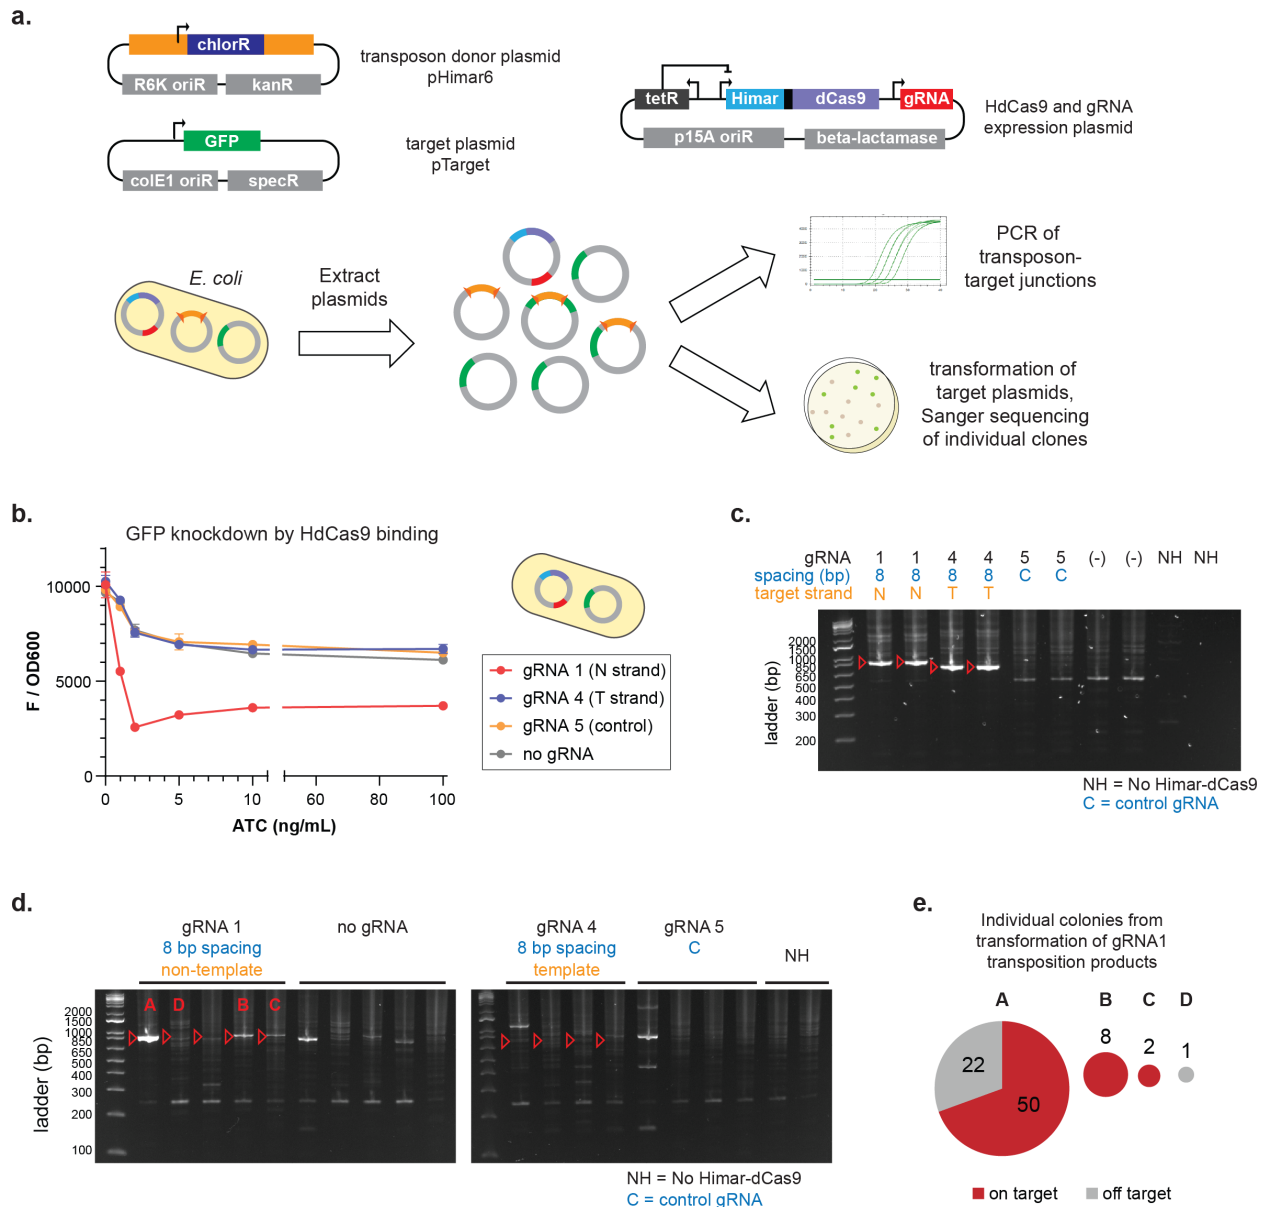 a.
chlorR
R6K oriR
kanR
transposon donor plasmid
pHimar6
GFP
colE1 oriR
specR
target plasmid
pTarget
tetR
Himar
dCas9
gRNA
p15A oriR
beta-lactamase
HdCas9 and gRNA
expression plasmid
E. coli
Extract
plasmids
PCR of
transposon-
target junctions
transformation of
target plasmids,
Sanger sequencing
of individual clones
b.
GFP knockdown by HdCas9 binding
10000
5000
0
F / OD600
0
5
10
60
80
100
ATC (ng/mL)
gRNA 1 (N strand)
gRNA 4 (T strand)
gRNA 5 (control)
no gRNA
c.
gRNA 1 1 4 4 5 5 (-) (-) NH NH
spacing (bp) 8 8 8 8 C C
target strand N N T T
ladder (bp)
2000
1500
1000
850
650
500
400
300
200
NH = No Himar-dCas9
C = control gRNA
d.
gRNA 1
8 bp spacing
non-template
no gRNA
gRNA 4
8 bp spacing
template
gRNA 5
C
NH
A D B C
ladder (bp)
2000
1500
1000
850
650
500
400
300
200
100
NH = No Himar-dCas9
C = control gRNA
e.
Individual colonies from
transformation of gRNA1
transposition products
A B C D
22
50
8
2
1
on target
off target